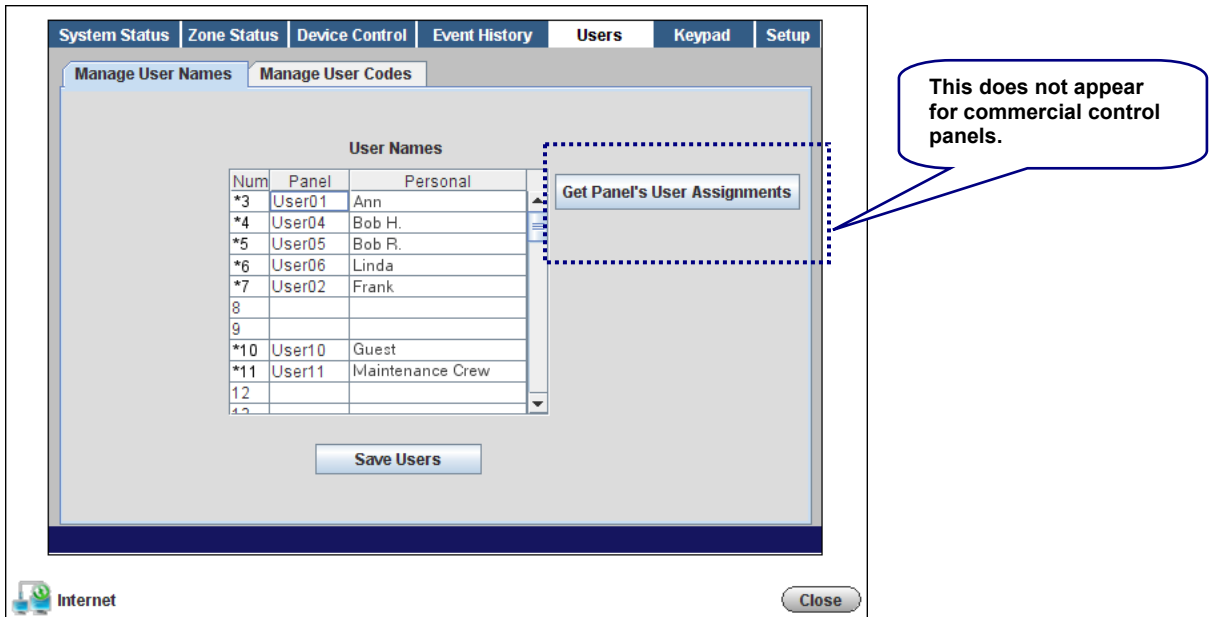 System Status Zone Status Device Control Event History Users Keypad Setup
Manage User Names Manage User Codes
User Names
Num Panel Personal
*3 User01 Ann
*4 User04 Bob H.
*5 User05 Bob R.
*6 User06 Linda
*7 User02 Frank
8
9
*10 User10 Guest
*11 User11 Maintenance Crew
12
Get Panel's User Assignments
Save Users
This does not appear
for commercial control
panels.
Internet
Close